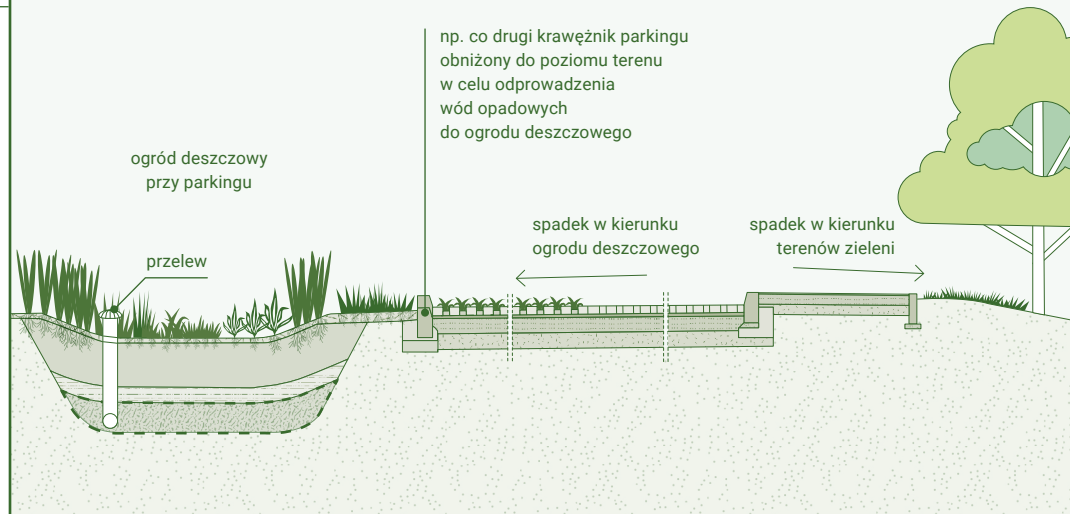 np. co drugi krawężnik parkingu
obniżony do poziomu terenu
w celu odprowadzenia
wód opadowych
do ogrodu deszczowego
ogród deszczowy
przy parkingu
przelew
spadek w kierunku
ogrodu deszczowego
spadek w kierunku
terenów zieleni